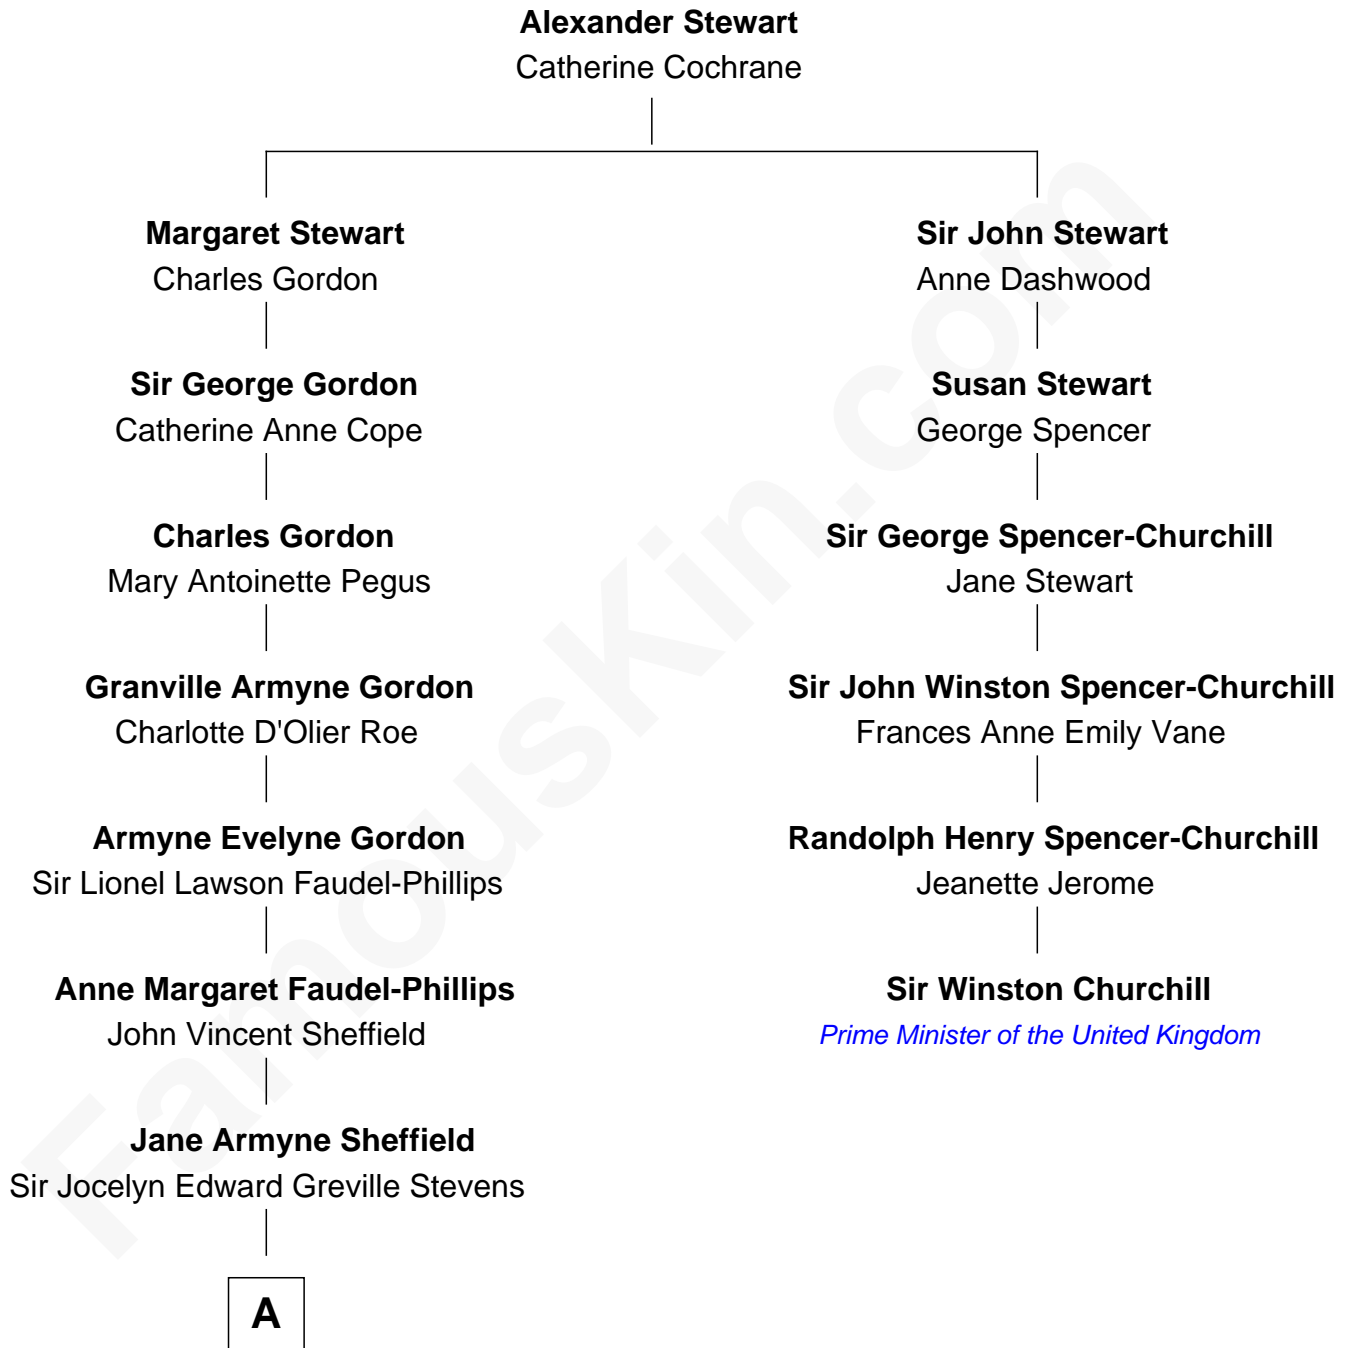 Alexander Stewart
Catherine Cochrane
Margaret Stewart
Charles Gordon
Sir John Stewart
Anne Dashwood
Sir George Gordon
Catherine Anne Cope
Susan Stewart
George Spencer
Charles Gordon
Mary Antoinette Pegus
Sir George Spencer-Churchill
Jane Stewart
Granville Armyne Gordon
Charlotte D'Olier Roe
Sir John Winston Spencer-Churchill
Frances Anne Emily Vane
Armyne Evelyne Gordon
Sir Lionel Lawson Faudel-Phillips
Randolph Henry Spencer-Churchill
Jeanette Jerome
Anne Margaret Faudel-Phillips
John Vincent Sheffield
Sir Winston Churchill
Prime Minister of the United Kingdom
Jane Armyne Sheffield
Sir Jocelyn Edward Greville Stevens
A
FamousKin.com